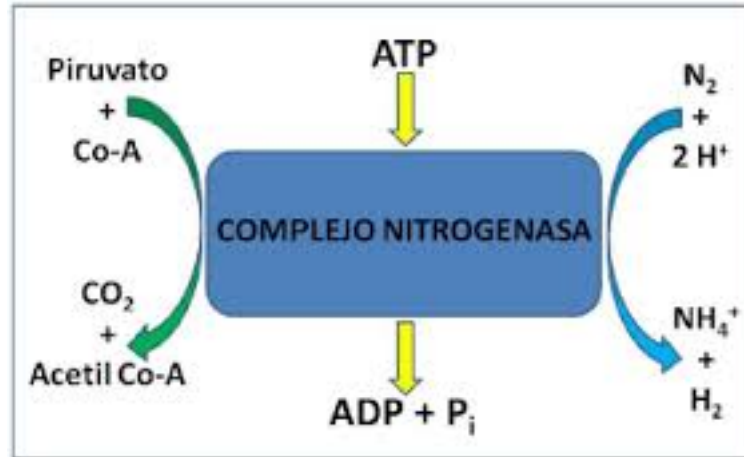 Piruvato
+
Co-A
ATP
N₂
+
2 H⁺
COMPLEJO NITROGENASA
CO₂
+
Acetil Co-A
ADP + Pᵢ
NH₄⁺
+
H₂